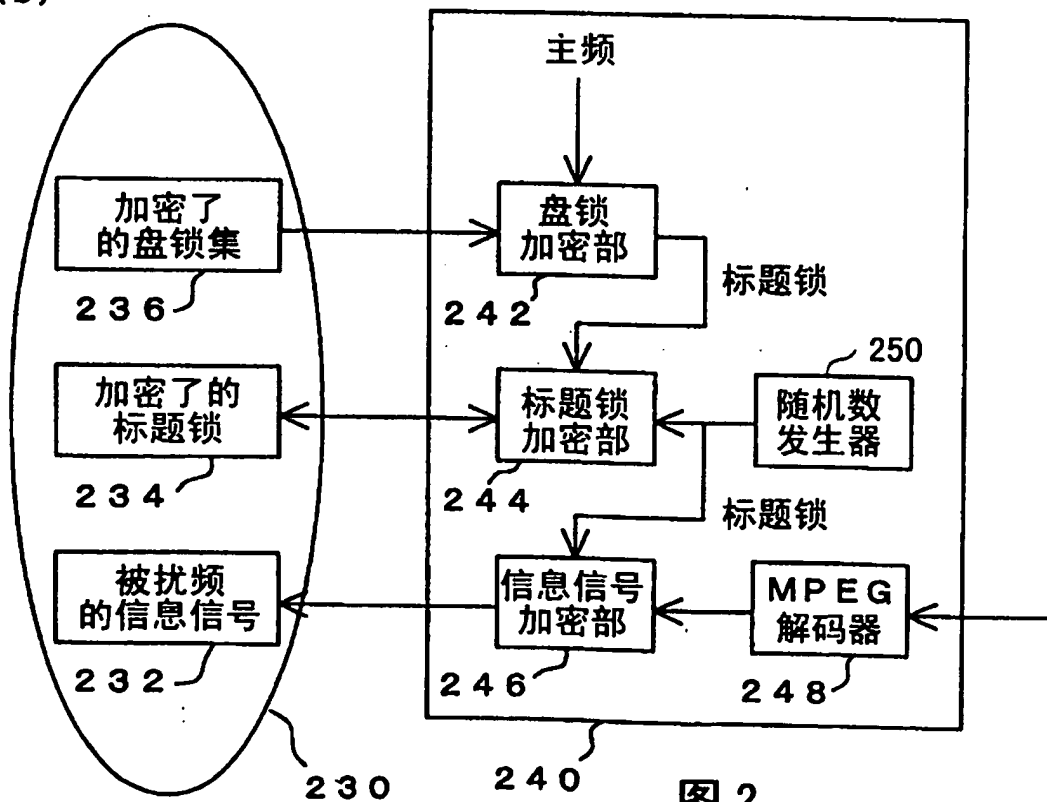 主频
加密了
的盘锁集
236
盘锁
加密部
242
标题锁
加密了的
标题锁
234
标题锁
加密部
244
250
随机数
发生器
标题锁
被扰频
的信息信号
232
信息信号
加密部
246
MPEG
解码器
248
230
240
图2